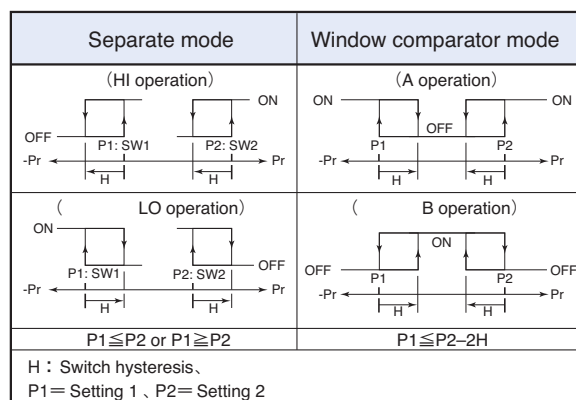 Separate mode
Window comparator mode
（HI operation）
ON
OFF
P1: SW1
P2: SW2
-Pr
Pr
H
H
（A operation）
ON
ON
OFF
P1
P2
-Pr
Pr
H
H
（ LO operation）
ON
P1: SW1
P2: SW2
OFF
-Pr
Pr
H
H
（ B operation）
ON
OFF
P1
P2
OFF
-Pr
Pr
H
H
P1≦P2 or P1≧P2
P1≦P2–2H
H：Switch hysteresis、
P1＝Setting 1 、P2＝Setting 2